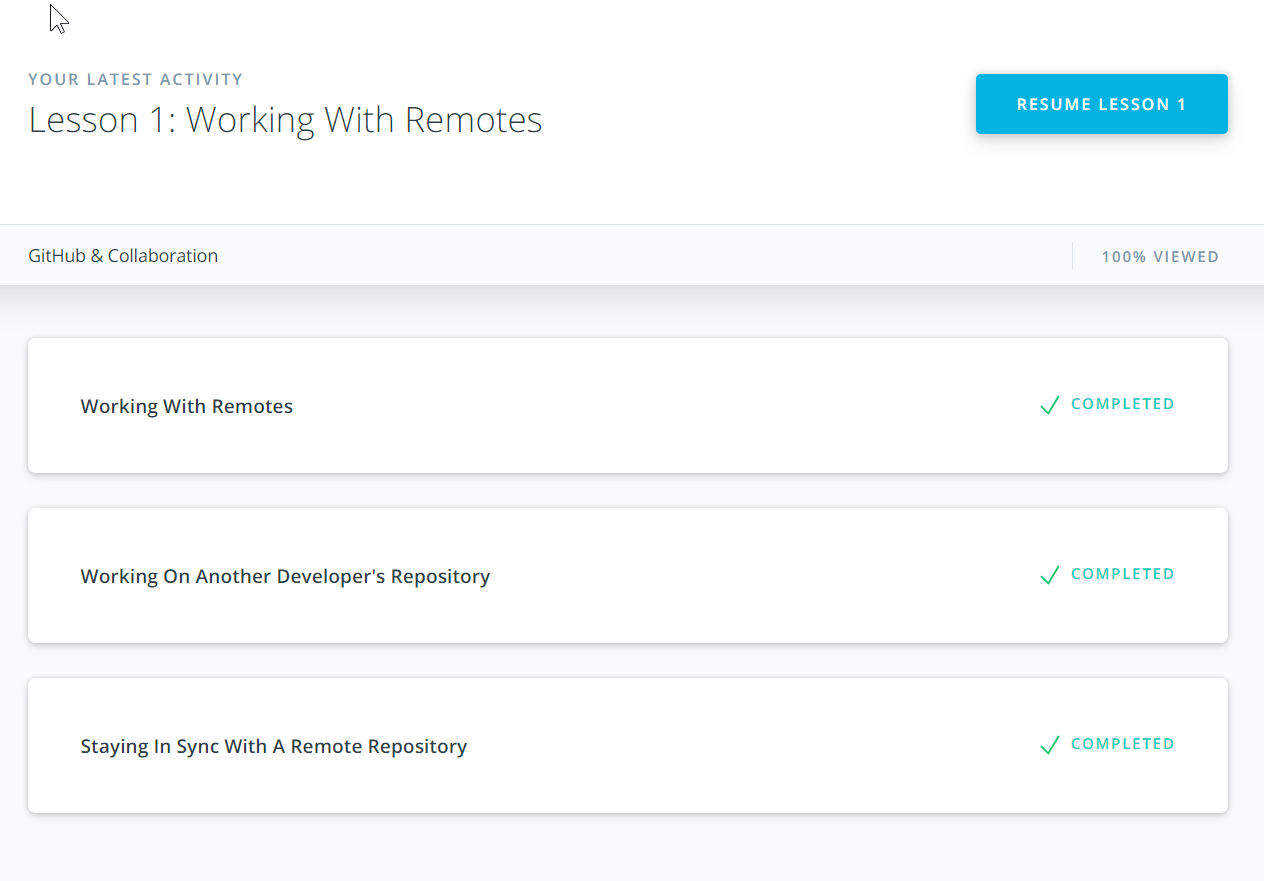 YOUR LATEST ACTIVITY
Lesson 1: Working With Remotes
RESUME LESSON 1
GitHub & Collaboration
100% VIEWED
Working With Remotes
COMPLETED
Working On Another Developer's Repository
COMPLETED
Staying In Sync With A Remote Repository
COMPLETED